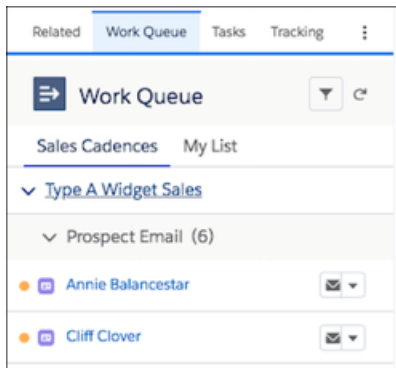 Related Work Queue Tasks Tracking
Work Queue
Sales Cadences My List
Type A Widget Sales
Prospect Email (6)
Annie Balancestar
Cliff Clover